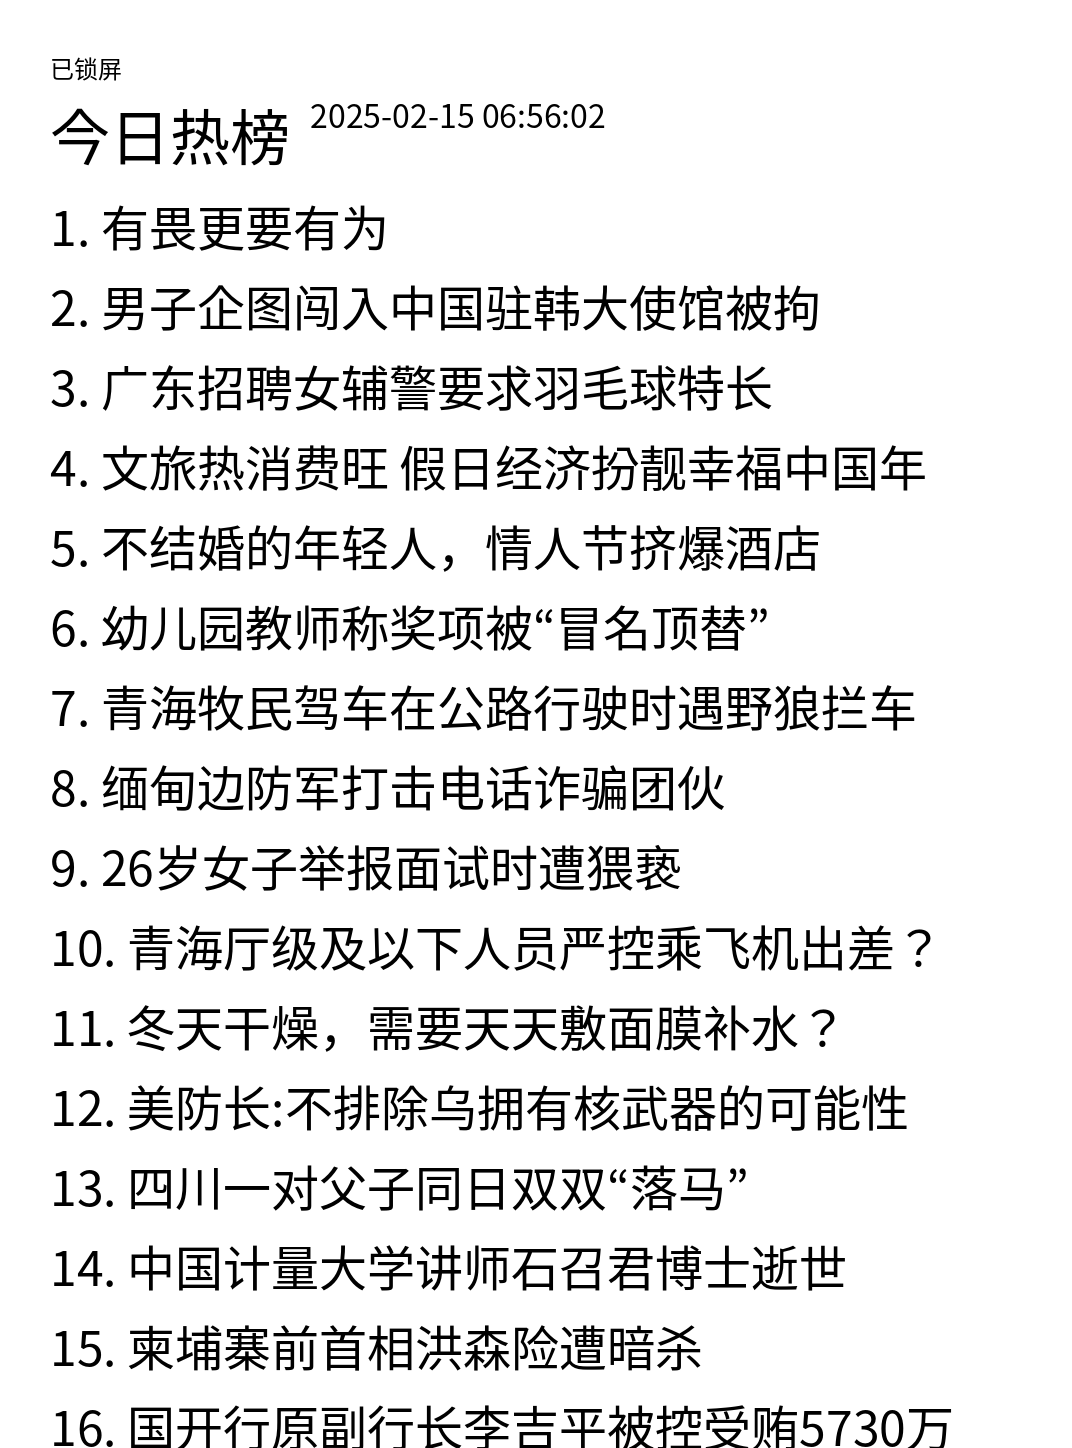 已锁屏
今日热榜 2025-02-15 06:56:02
1. 有畏更要有为
2. 男子企图闯入中国驻韩大使馆被拘
3. 广东招聘女辅警要求羽毛球特长
4. 文旅热消费旺 假日经济扮靓幸福中国年
5. 不结婚的年轻人，情人节挤爆酒店
6. 幼儿园教师称奖项被“冒名顶替”
7. 青海牧民驾车在公路行驶时遇野狼拦车
8. 缅甸边防军打击电话诈骗团伙
9. 26岁女子举报面试时遭猥亵
10. 青海厅级及以下人员严控乘飞机出差？
11. 冬天干燥，需要天天敷面膜补水？
12. 美防长:不排除乌拥有核武器的可能性
13. 四川一对父子同日双双“落马”
14. 中国计量大学讲师石召君博士逝世
15. 柬埔寨前首相洪森险遭暗杀
16. 国开行原副行长李吉平被控受贿5730万